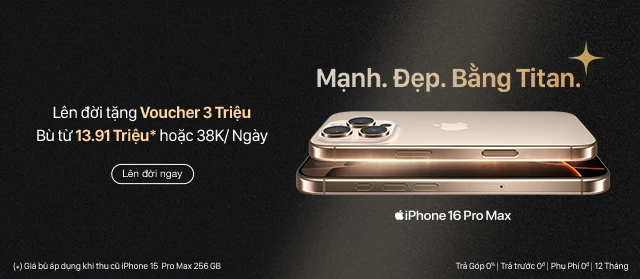 Mạnh. Đẹp. Bằng Titan.
Lên đời tặng Voucher 3 Triệu
Bù từ 13.91 Triệu* hoặc 38K/ Ngày
Lên đời ngay
iPhone 16 Pro Max
(*) Giá bù áp dụng khi thu cũ iPhone 15 Pro Max 256 GB
Trả Góp 0% | Trả trước 0đ | Phụ Phí 0đ | 12 Tháng